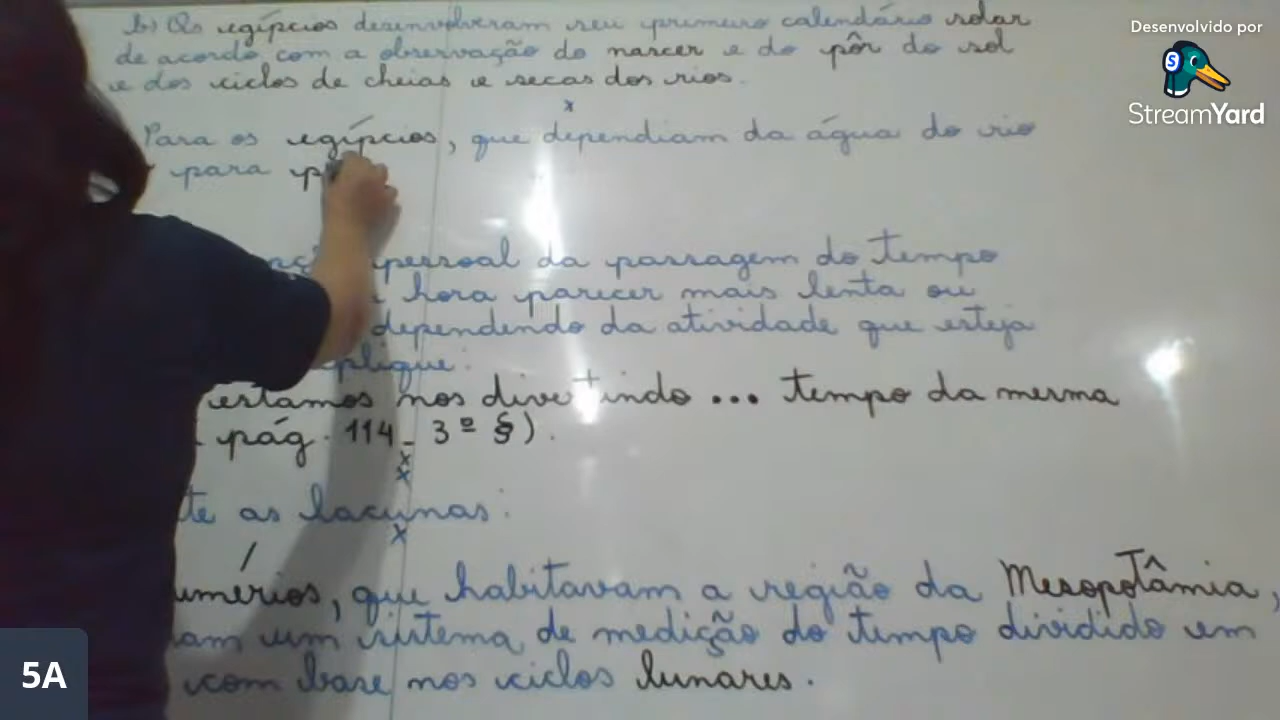 b) Os egípcios desenvolveram seu primeiro calendário solar
de acordo com a observação do nascer e do pôr do sol
e dos ciclos de cheias e secas dos rios.
Para os egípcios, que dependiam da água do rio
para p
pessoal da passagem do tempo
hora parecer mais lenta ou
dependendo da atividade que esteja
plique:
estamos nos divertindo ... tempo da mesma
pág. 114 - 3º §).
te as lacunas:
umérios, que habitavam a região da Mesopotâmia,
am um sistema de medição do tempo dividido em
com base nos ciclos lunares.
Desenvolvido por
StreamYard
5A